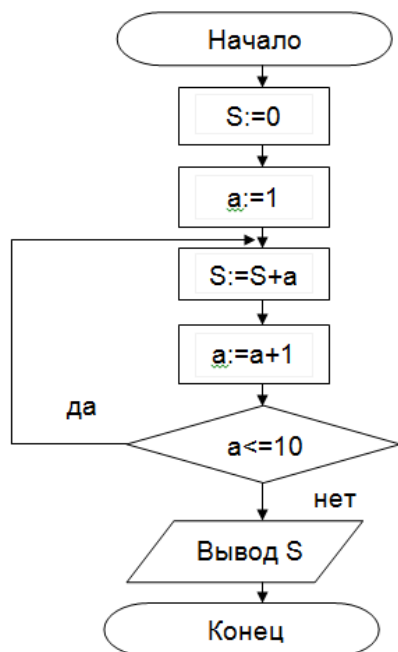 Начало
S:=0
a:=1
S:=S+a
a:=a+1
да
a<=10
нет
Вывод S
Конец